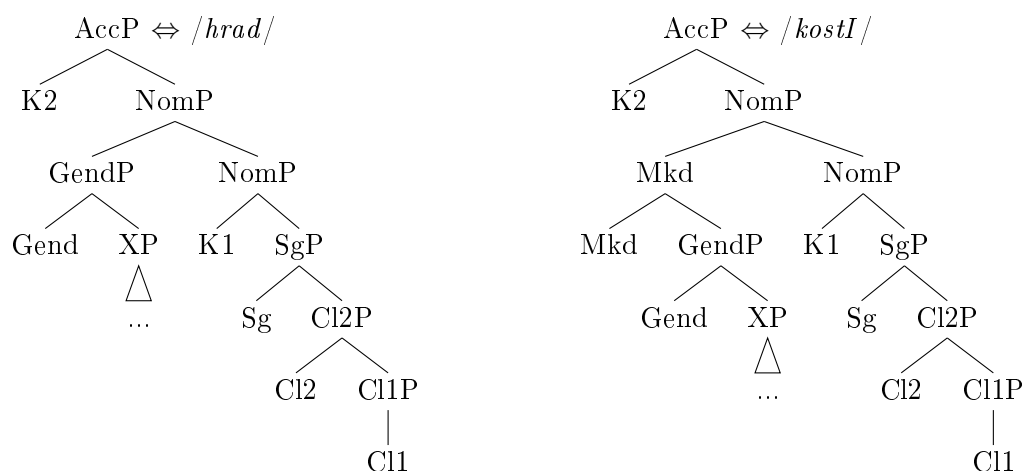 AccP ⇔ /hrad/ AccP ⇔ /kostI/
K2 NomP K2 NomP
GendP NomP Mkd NomP
Gend XP K1 SgP Mkd GendP K1 SgP
... Sg Cl2P Gend XP Sg Cl2P
Cl2 Cl1P ... Cl2 Cl1P
Cl1 Cl1